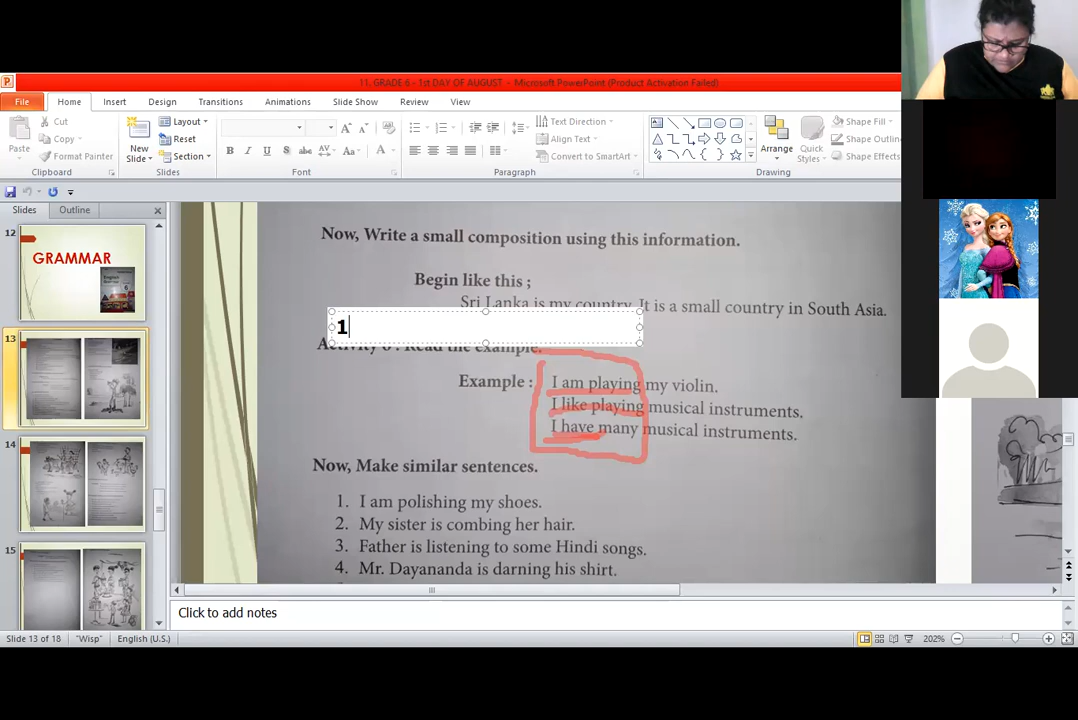 11. GRADE 6 - 1st DAY OF AUGUST - Microsoft PowerPoint (Product Activation Failed)
File Home Insert Design Transitions Animations Slide Show Review View
Paste
Cut
Copy
Format Painter
Clipboard
New Slide
Layout
Reset
Section
Slides
B I U S abc AV Aa A
Font
Text Direction
Align Text
Convert to SmartArt
Paragraph
Arrange
Quick Styles
Shape Fill
Shape Outline
Shape Effects
Drawing
Slides Outline
12
GRAMMAR
13
14
15
Now, Write a small composition using this information.
Begin like this ;
Sri Lanka is my country. It is a small country in South Asia.
1
Read the example.
Example : I am playing my violin.
I like playing musical instruments.
I have many musical instruments.
Now, Make similar sentences.
1. I am polishing my shoes.
2. My sister is combing her hair.
3. Father is listening to some Hindi songs.
4. Mr. Dayananda is darning his shirt.
Click to add notes
Slide 13 of 18 "Wisp" English (U.S.) 202%